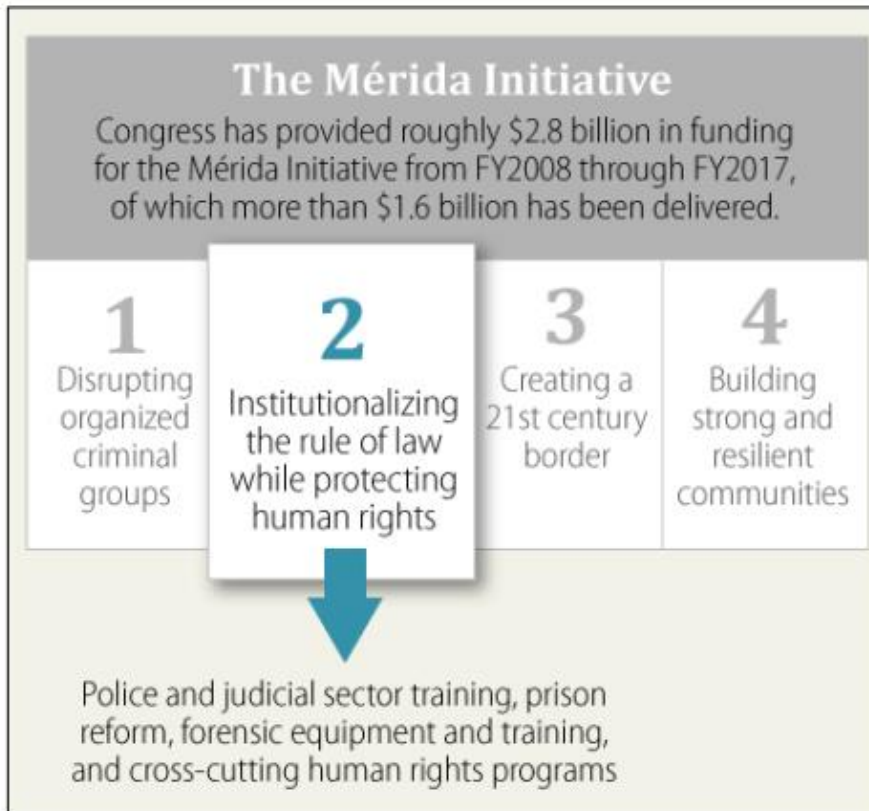 The Mérida Initiative
Congress has provided roughly $2.8 billion in funding
for the Mérida Initiative from FY2008 through FY2017,
of which more than $1.6 billion has been delivered.
1
Disrupting
organized
criminal
groups
2
Institutionalizing
the rule of law
while protecting
human rights
3
Creating a
21st century
border
4
Building
strong and
resilient
communities
Police and judicial sector training, prison
reform, forensic equipment and training,
and cross-cutting human rights programs